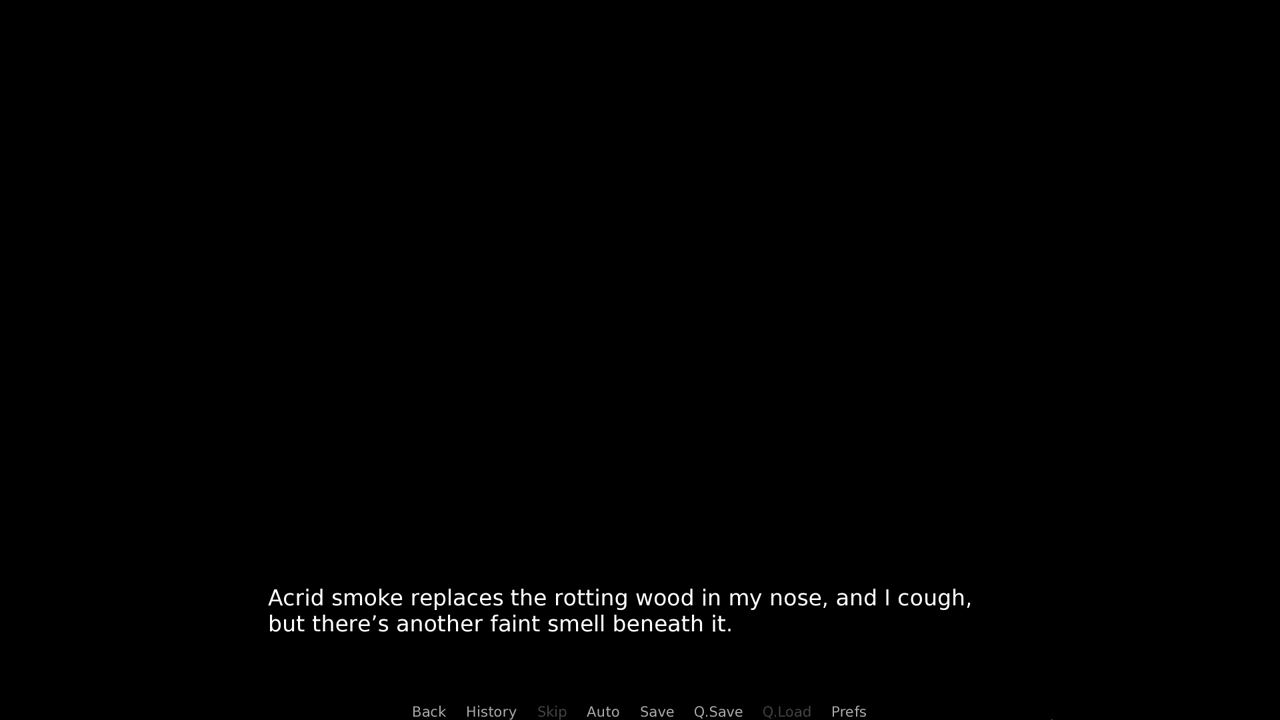 Acrid smoke replaces the rotting wood in my nose, and I cough,
but there’s another faint smell beneath it.
Back History Skip Auto Save Q.Save Q.Load Prefs